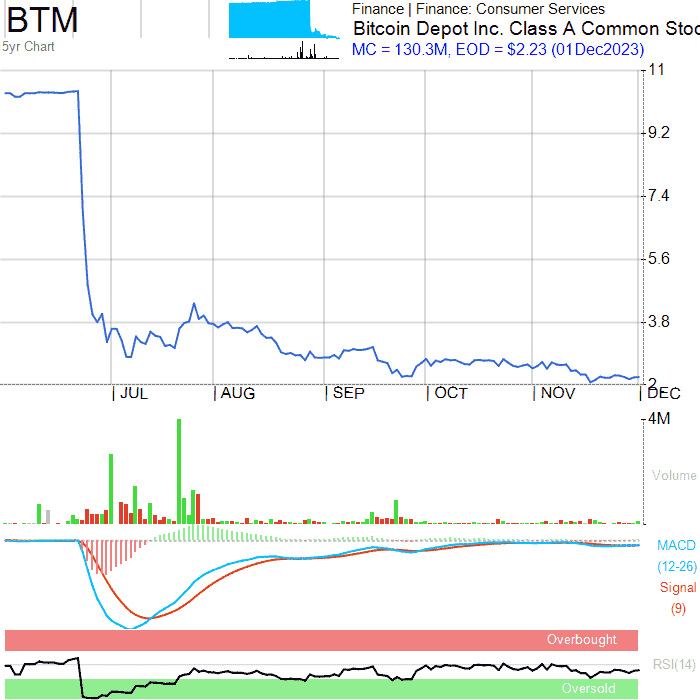 BTM
5yr Chart
Finance | Finance: Consumer Services
Bitcoin Depot Inc. Class A Common Stoc
MC = 130.3M, EOD = $2.23 (01Dec2023)
11
9.2
7.4
5.6
3.8
2
JUL AUG SEP OCT NOV DEC
4M
Volume
MACD
(12-26)
Signal
(9)
Overbought
RSI(14)
Oversold